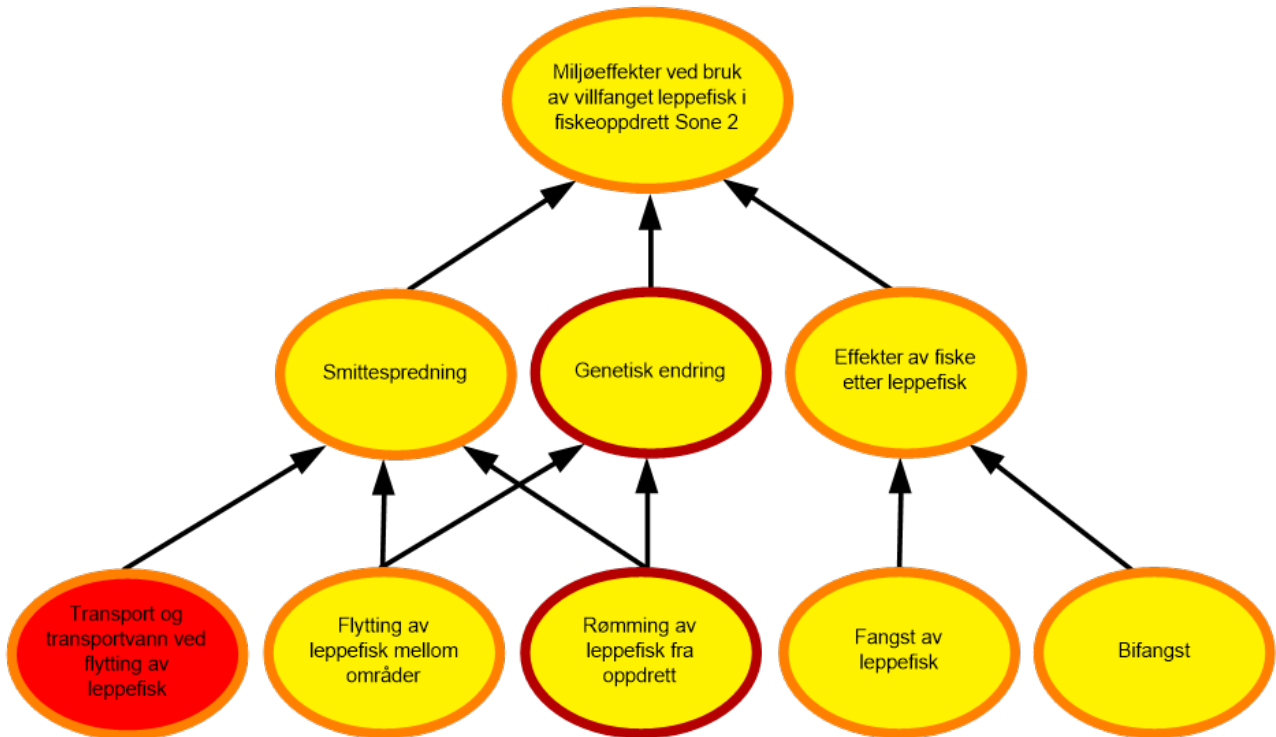 Miljøeffekter ved bruk
av villfanget leppefisk i
fiskeoppdrett Sone 2
Smittespredning
Genetisk endring
Effekter av fiske
etter leppefisk
Transport og
transportvann ved
flytting av
leppefisk
Flytting av
leppefisk mellom
områder
Rømming av
leppefisk fra
oppdrett
Fangst av
leppefisk
Bifangst